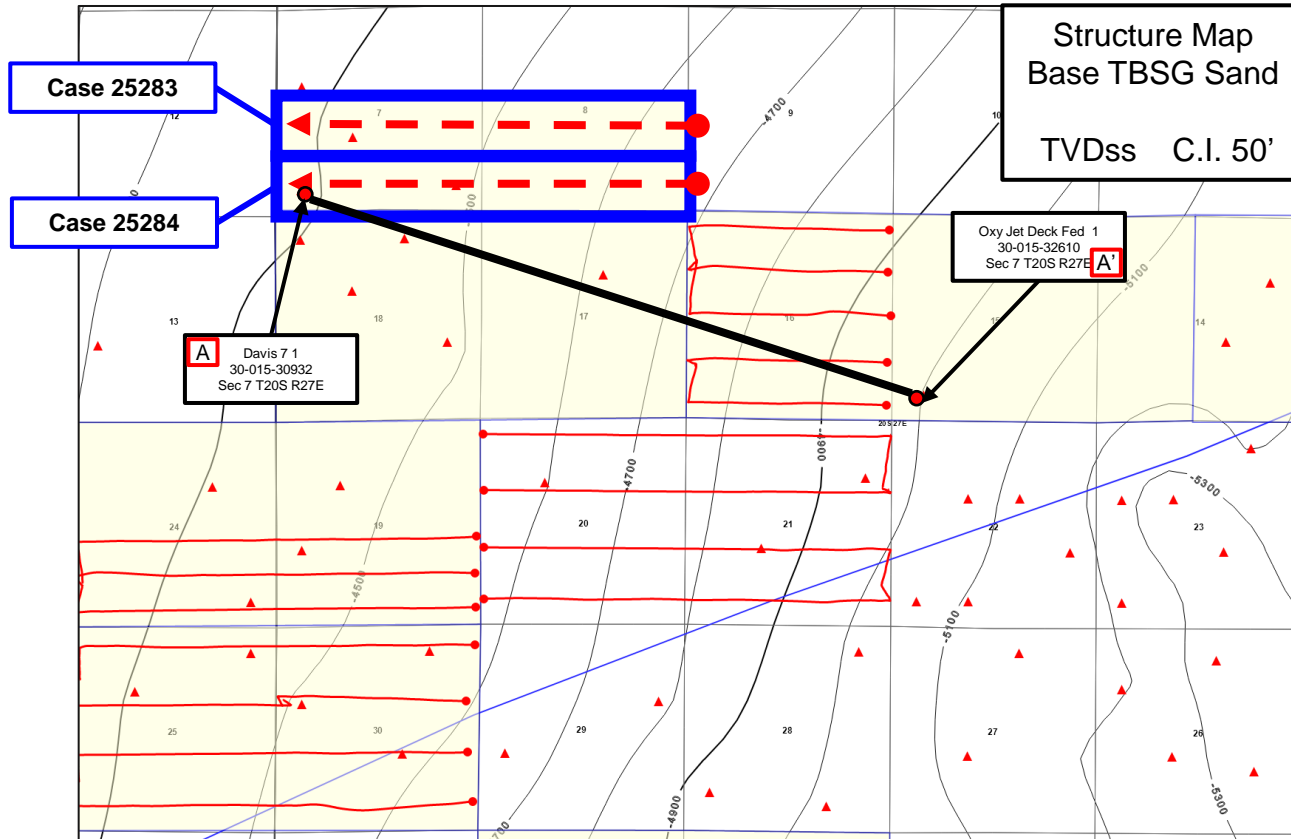 Structure Map
Base TBSG Sand
TVDss C.I. 50'
Case 25283
Case 25284
12
7
8
9
10
-4700
Oxy Jet Deck Fed 1
30-015-32610
Sec 7 T20S R27E
A'
-5100
13
18
17
16
15
14
A
Davis 7 1
30-015-30932
Sec 7 T20S R27E
20S 27E
-4900
-4700
-5300
24
19
20
21
22
23
-4500
-5100
25
30
29
28
27
26
-4900
-5300